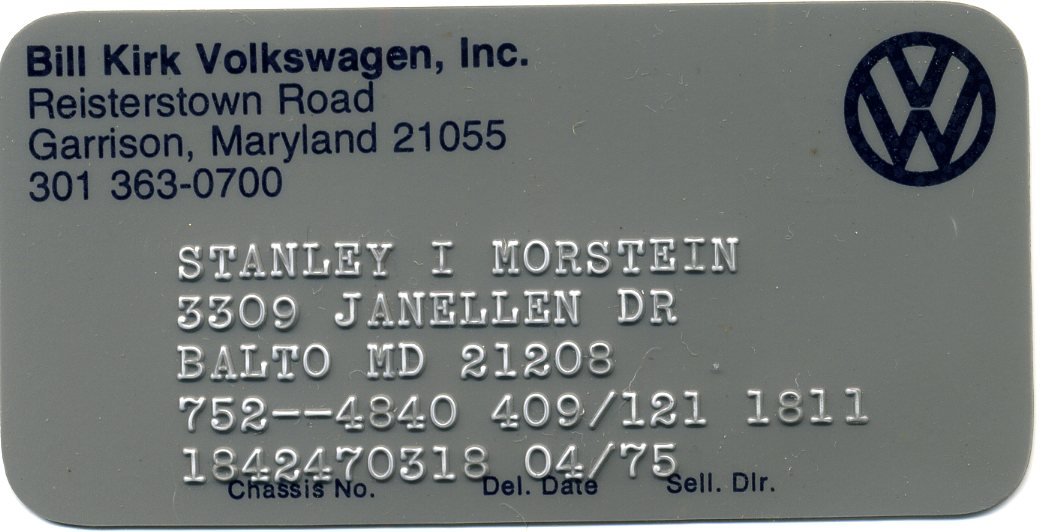 Bill Kirk Volkswagen, Inc.
Reisterstown Road
Garrison, Maryland 21055
301 363-0700
STANLEY I MORSTEIN
3309 JANELLEN DR
BALTO MD 21208
752--4840 409/121 1811
1842470318 04/75
Chassis No. Del. Date Sell. Dlr.